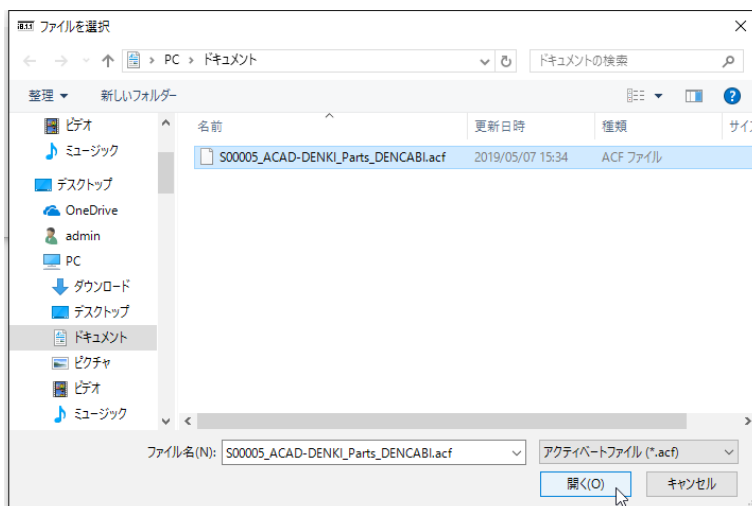 ファイルを選択
PC › ドキュメント
ドキュメントの検索
整理 新しいフォルダー
名前 更新日時 種類
S00005_ACAD-DENKI_Parts_DENCABI.acf 2019/05/07 15:34 ACF ファイル
ビデオ
ミュージック
デスクトップ
OneDrive
admin
PC
ダウンロード
デスクトップ
ドキュメント
ピクチャ
ビデオ
ミュージック
ファイル名(N): S00005_ACAD-DENKI_Parts_DENCABI.acf アクティベートファイル (*.acf)
開く(O) キャンセル